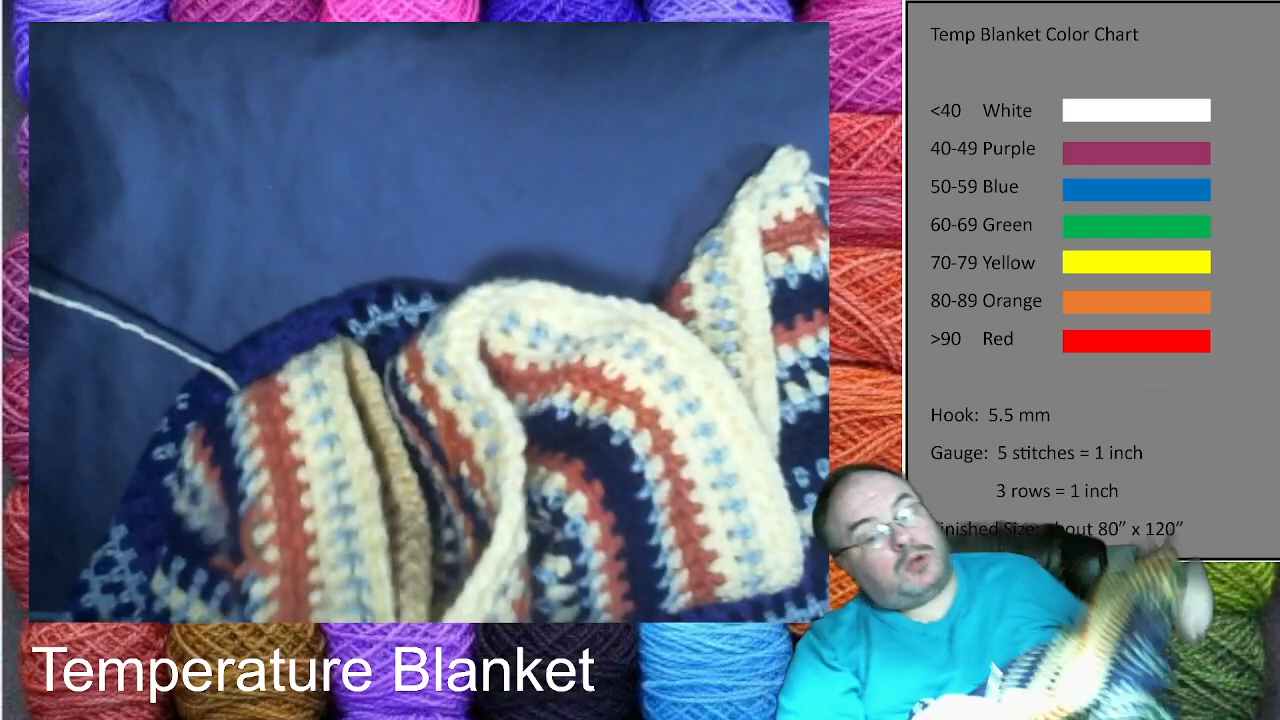 Temp Blanket Color Chart
<40 White
40-49 Purple
50-59 Blue
60-69 Green
70-79 Yellow
80-89 Orange
>90 Red
Hook: 5.5 mm
Gauge: 5 stitches = 1 inch
3 rows = 1 inch
Size: about 80” x 120”
Temperature Blanket